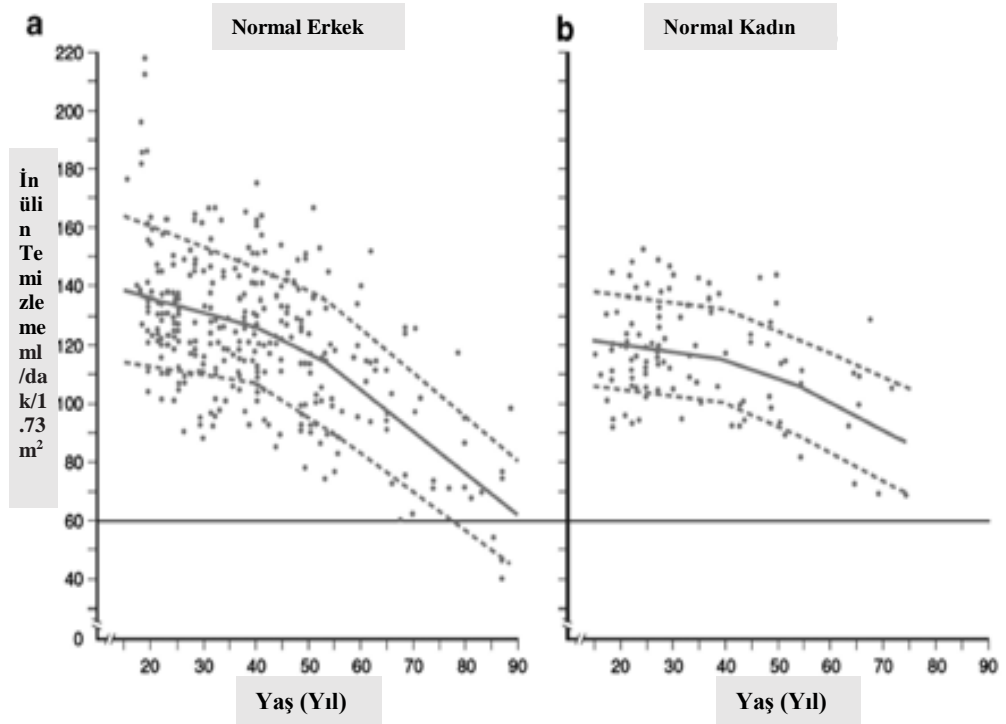 a
Normal Erkek
b
Normal Kadın
İn
üli
n
Te
mi
zle
me
ml
/da
k/1
.73
m²
220
200
180
160
140
120
100
80
60
40
0
20 30 40 50 60 70 80 90
20 30 40 50 60 70 80 90
Yaş (Yıl)
Yaş (Yıl)